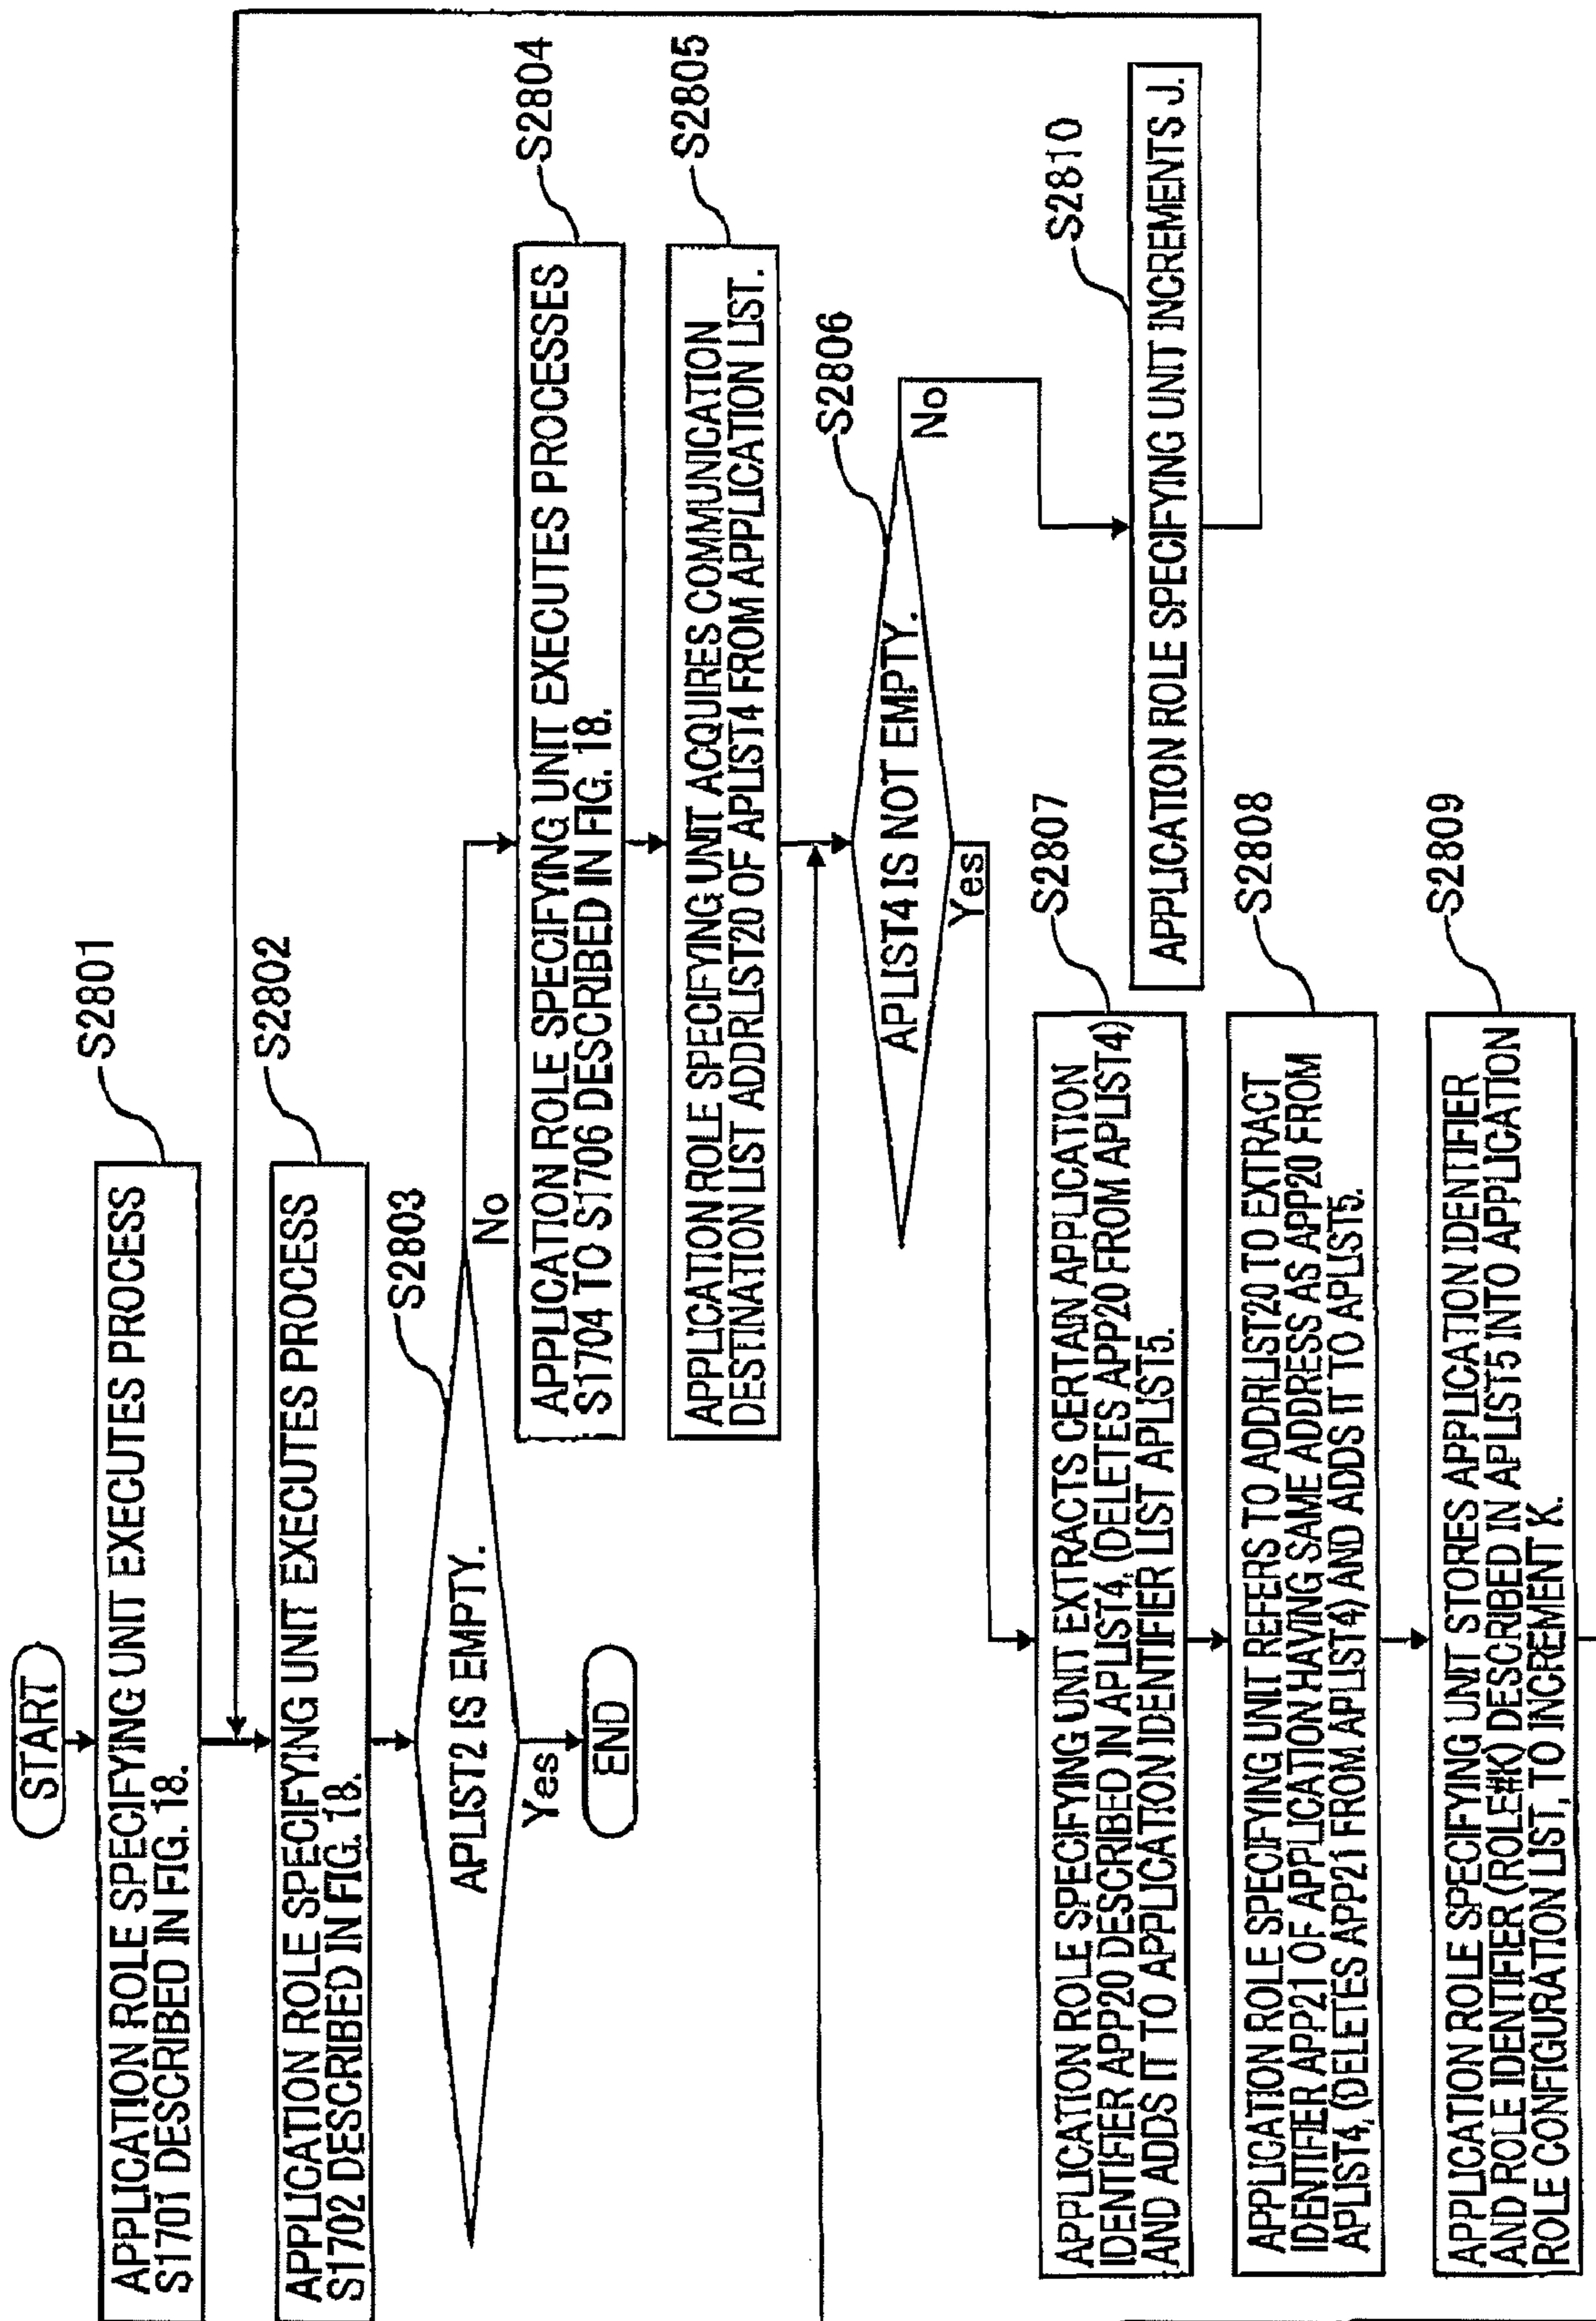 START
S2801
APPLICATION ROLE SPECIFYING UNIT EXECUTES PROCESS
S1701 DESCRIBED IN FIG. 18.
S2802
APPLICATION ROLE SPECIFYING UNIT EXECUTES PROCESS
S1702 DESCRIBED IN FIG. 18.
S2803
APLIST2 IS EMPTY.
No
Yes
END
S2804
APPLICATION ROLE SPECIFYING UNIT EXECUTES PROCESSES
S1704 TO S1706 DESCRIBED IN FIG. 18.
S2805
APPLICATION ROLE SPECIFYING UNIT ACQUIRES COMMUNICATION
DESTINATION LIST ADDRLIST20 OF APLIST4 FROM APPLICATION LIST.
S2806
APLIST4 IS NOT EMPTY.
No
Yes
S2810
APPLICATION ROLE SPECIFYING UNIT INCREMENTS J.
S2807
APPLICATION ROLE SPECIFYING UNIT EXTRACTS CERTAIN APPLICATION
IDENTIFIER APP20 DESCRIBED IN APLIST4, (DELETES APP20 FROM APLIST4)
AND ADDS IT TO APPLICATION IDENTIFIER LIST APLIST5.
S2808
APPLICATION ROLE SPECIFYING UNIT REFERS TO ADDRLIST20 TO EXTRACT
IDENTIFIER APP21 OF APPLICATION HAVING SAME ADDRESS AS APP20 FROM
APLIST4, (DELETES APP21 FROM APLIST4) AND ADDS IT TO APLIST5.
S2809
APPLICATION ROLE SPECIFYING UNIT STORES APPLICATION IDENTIFIER
AND ROLE IDENTIFIER (ROLE#K) DESCRIBED IN APLIST5 INTO APPLICATION
ROLE CONFIGURATION LIST, TO INCREMENT K.